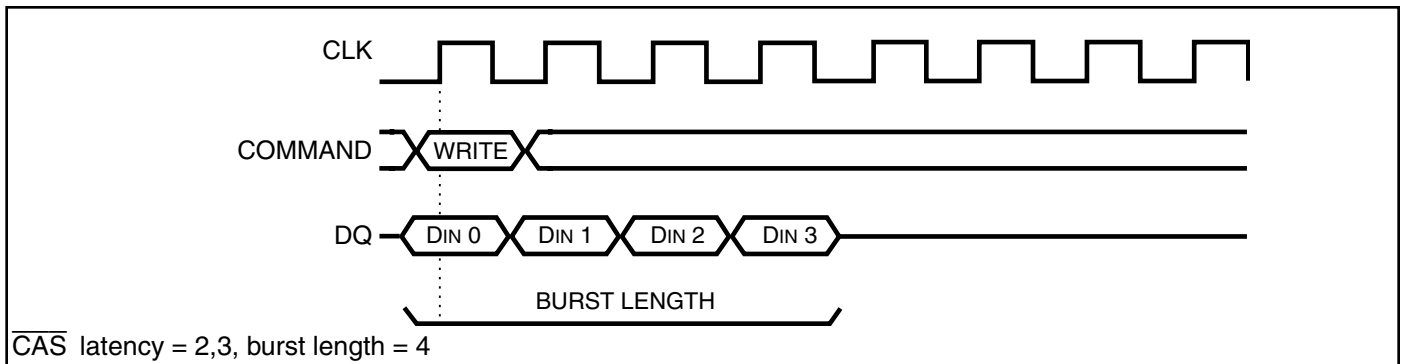 CLK
COMMAND WRITE
DQ DIN 0 DIN 1 DIN 2 DIN 3
BURST LENGTH
CAS latency = 2,3, burst length = 4